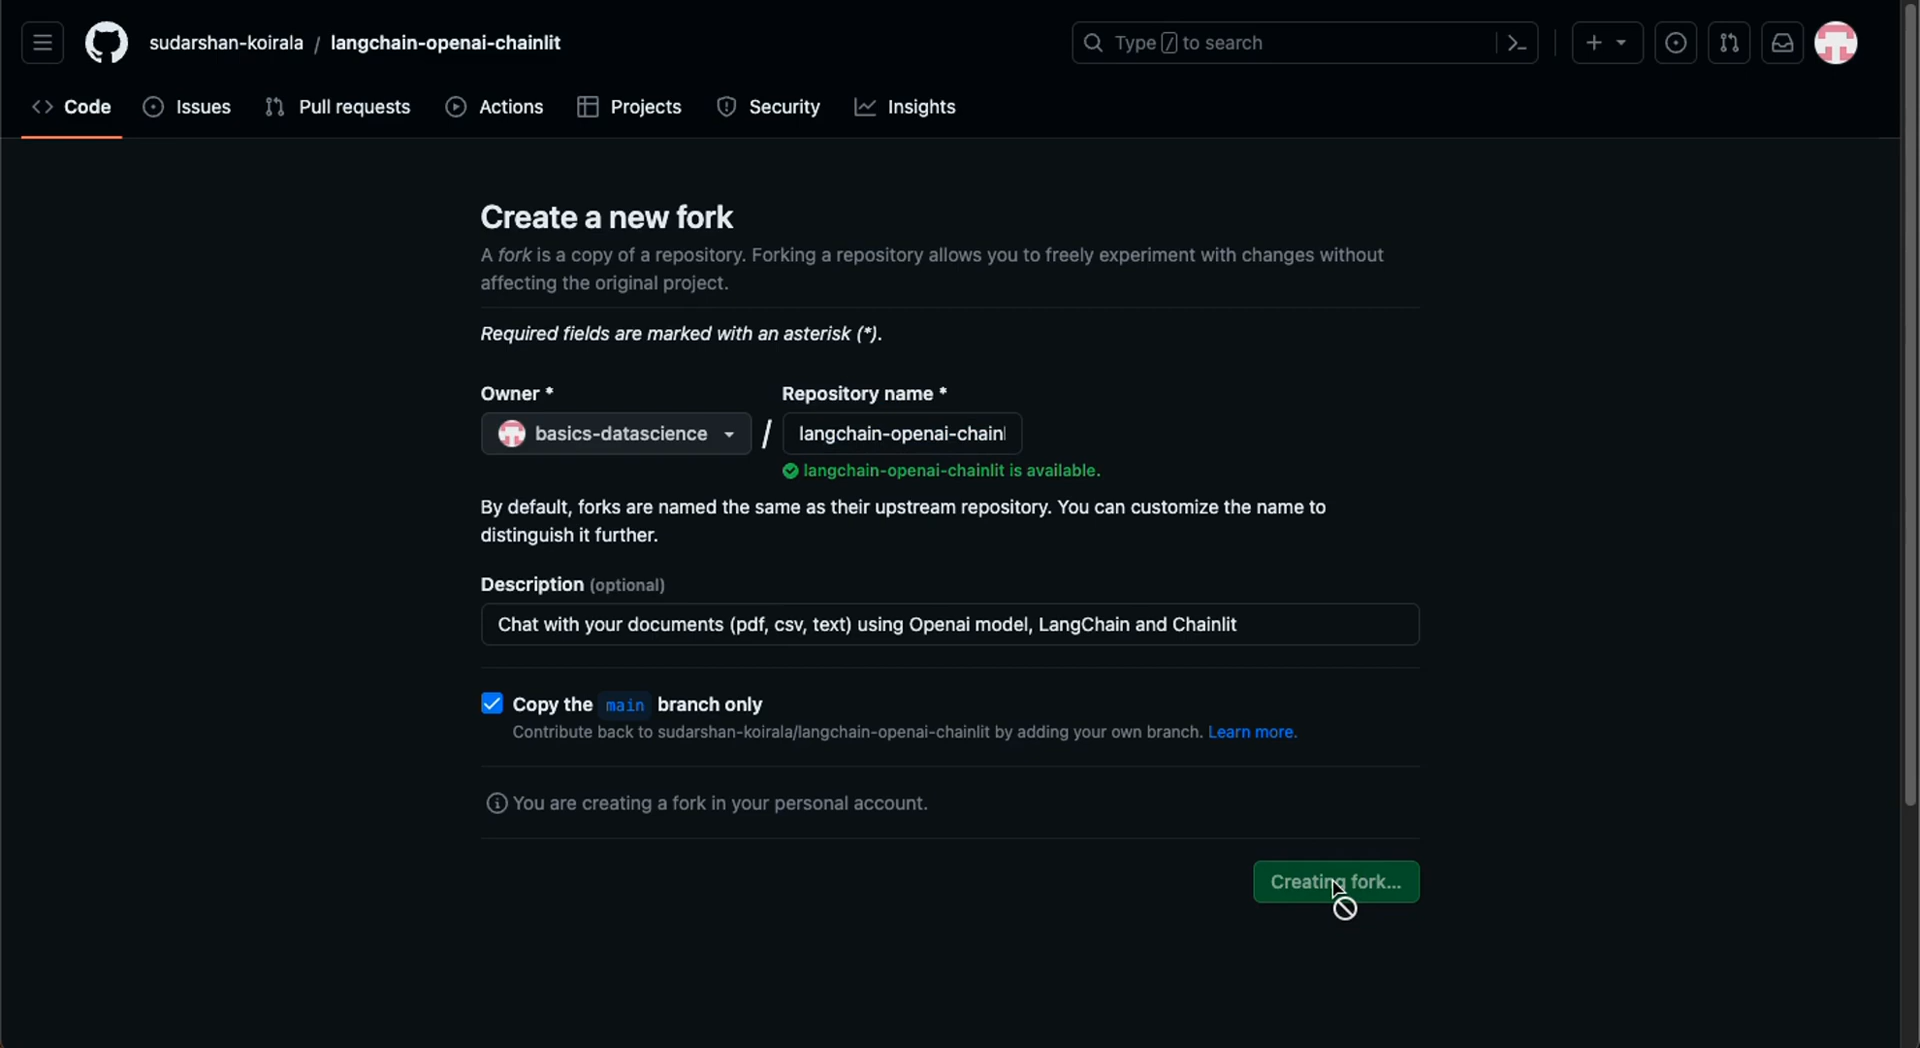 sudarshan-koirala / langchain-openai-chainlit
Type / to search
Code Issues Pull requests Actions Projects Security Insights
Create a new fork
A fork is a copy of a repository. Forking a repository allows you to freely experiment with changes without
affecting the original project.
Required fields are marked with an asterisk (*).
Owner * Repository name *
basics-datascience / langchain-openai-chainl
langchain-openai-chainlit is available.
By default, forks are named the same as their upstream repository. You can customize the name to
distinguish it further.
Description (optional)
Chat with your documents (pdf, csv, text) using Openai model, LangChain and Chainlit
Copy the main branch only
Contribute back to sudarshan-koirala/langchain-openai-chainlit by adding your own branch. Learn more.
You are creating a fork in your personal account.
Creating fork...